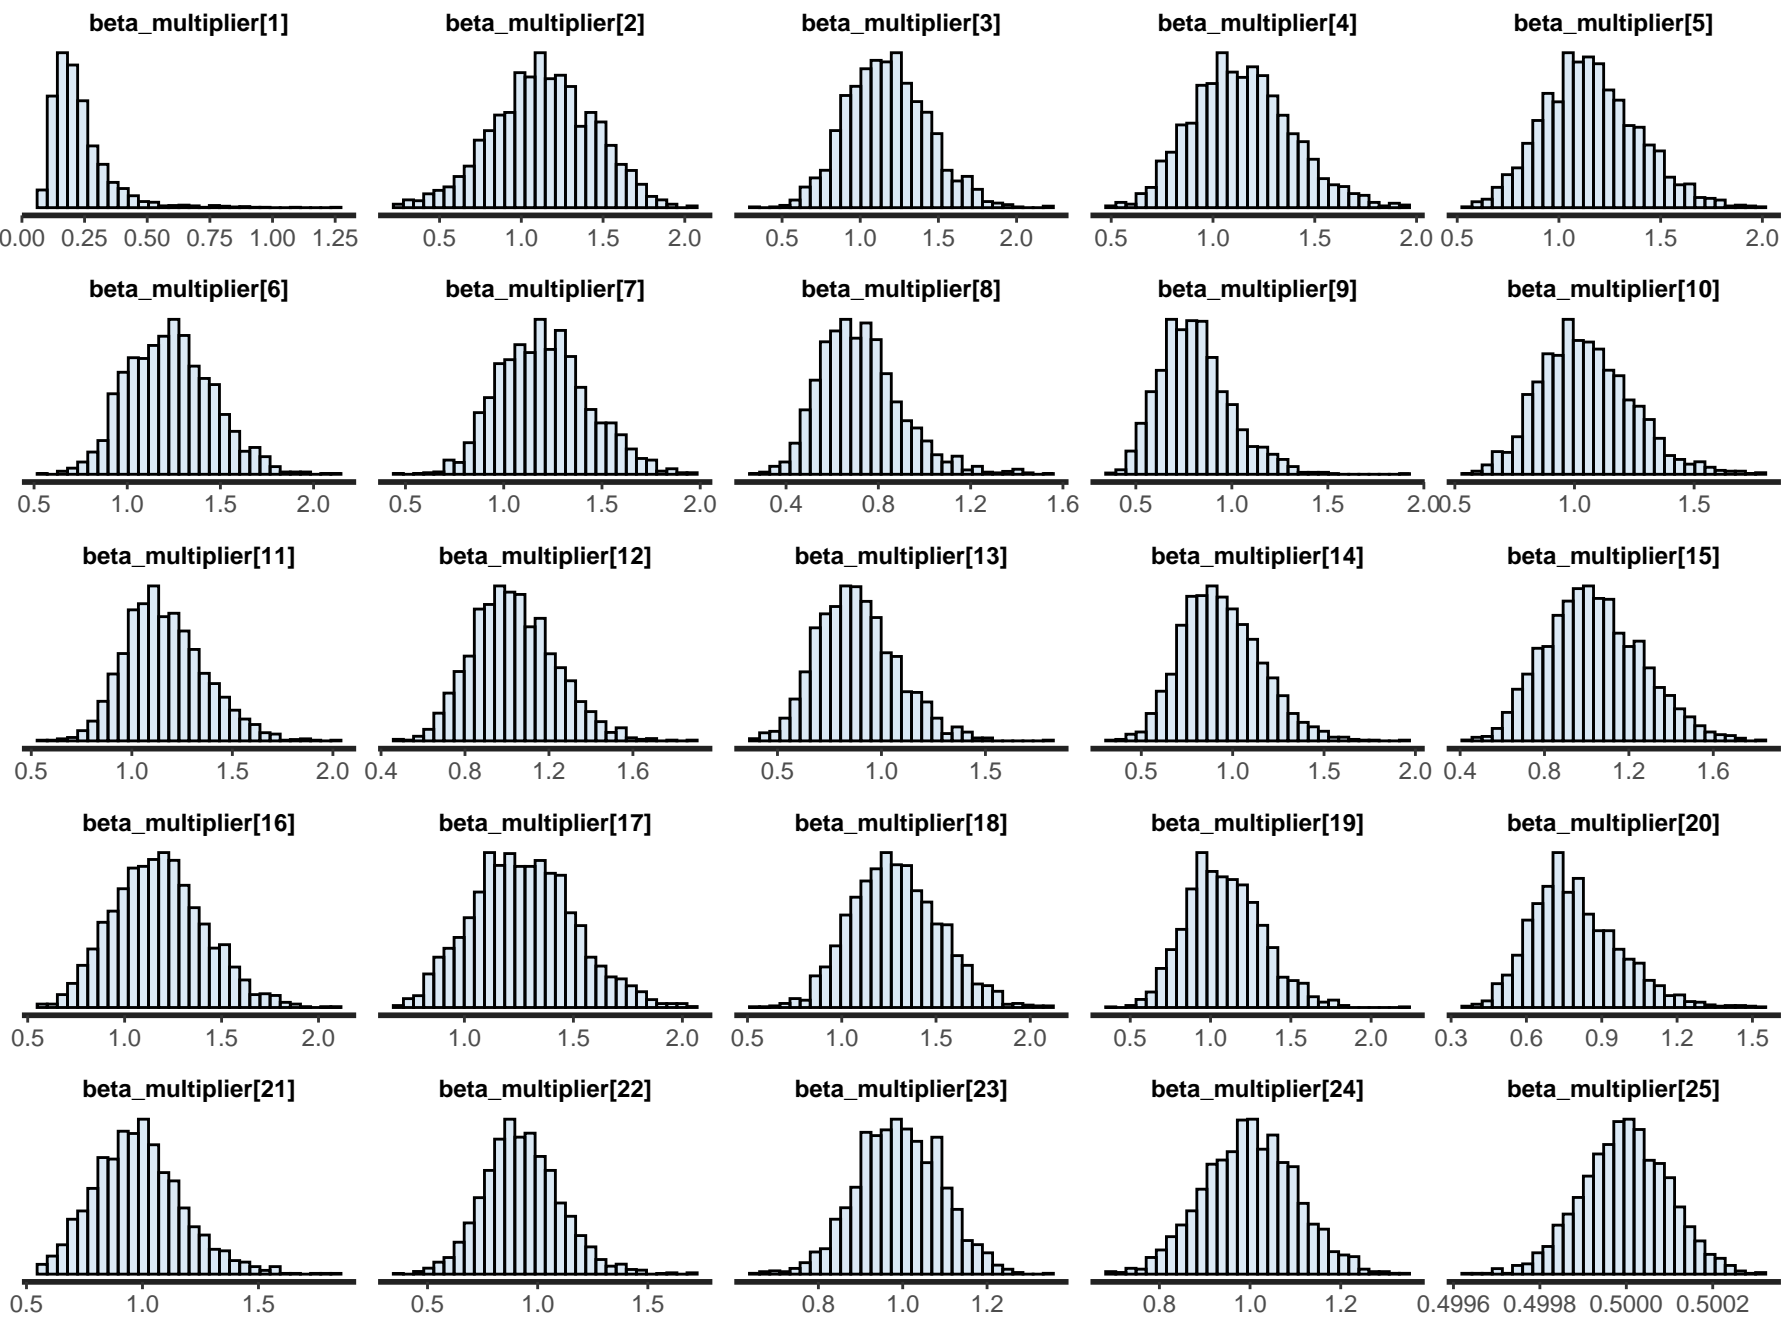 beta_multiplier[1] beta_multiplier[2] beta_multiplier[3] beta_multiplier[4] beta_multiplier[5]
0.00 0.25 0.50 0.75 1.00 1.25 0.5 1.0 1.5 2.0 0.5 1.0 1.5 2.0 0.5 1.0 1.5 2.0 0.5 1.0 1.5 2.0
beta_multiplier[6] beta_multiplier[7] beta_multiplier[8] beta_multiplier[9] beta_multiplier[10]
0.5 1.0 1.5 2.0 0.5 1.0 1.5 2.0 0.4 0.8 1.2 1.6 0.5 1.0 1.5 2.0 0.5 1.0 1.5
beta_multiplier[11] beta_multiplier[12] beta_multiplier[13] beta_multiplier[14] beta_multiplier[15]
0.5 1.0 1.5 2.0 0.4 0.8 1.2 1.6 0.5 1.0 1.5 0.5 1.0 1.5 2.0 0.4 0.8 1.2 1.6
beta_multiplier[16] beta_multiplier[17] beta_multiplier[18] beta_multiplier[19] beta_multiplier[20]
0.5 1.0 1.5 2.0 1.0 1.5 2.0 0.5 1.0 1.5 2.0 0.5 1.0 1.5 2.0 0.3 0.6 0.9 1.2 1.5
beta_multiplier[21] beta_multiplier[22] beta_multiplier[23] beta_multiplier[24] beta_multiplier[25]
0.5 1.0 1.5 0.5 1.0 1.5 0.8 1.0 1.2 0.8 1.0 1.2 0.4996 0.4998 0.5000 0.5002